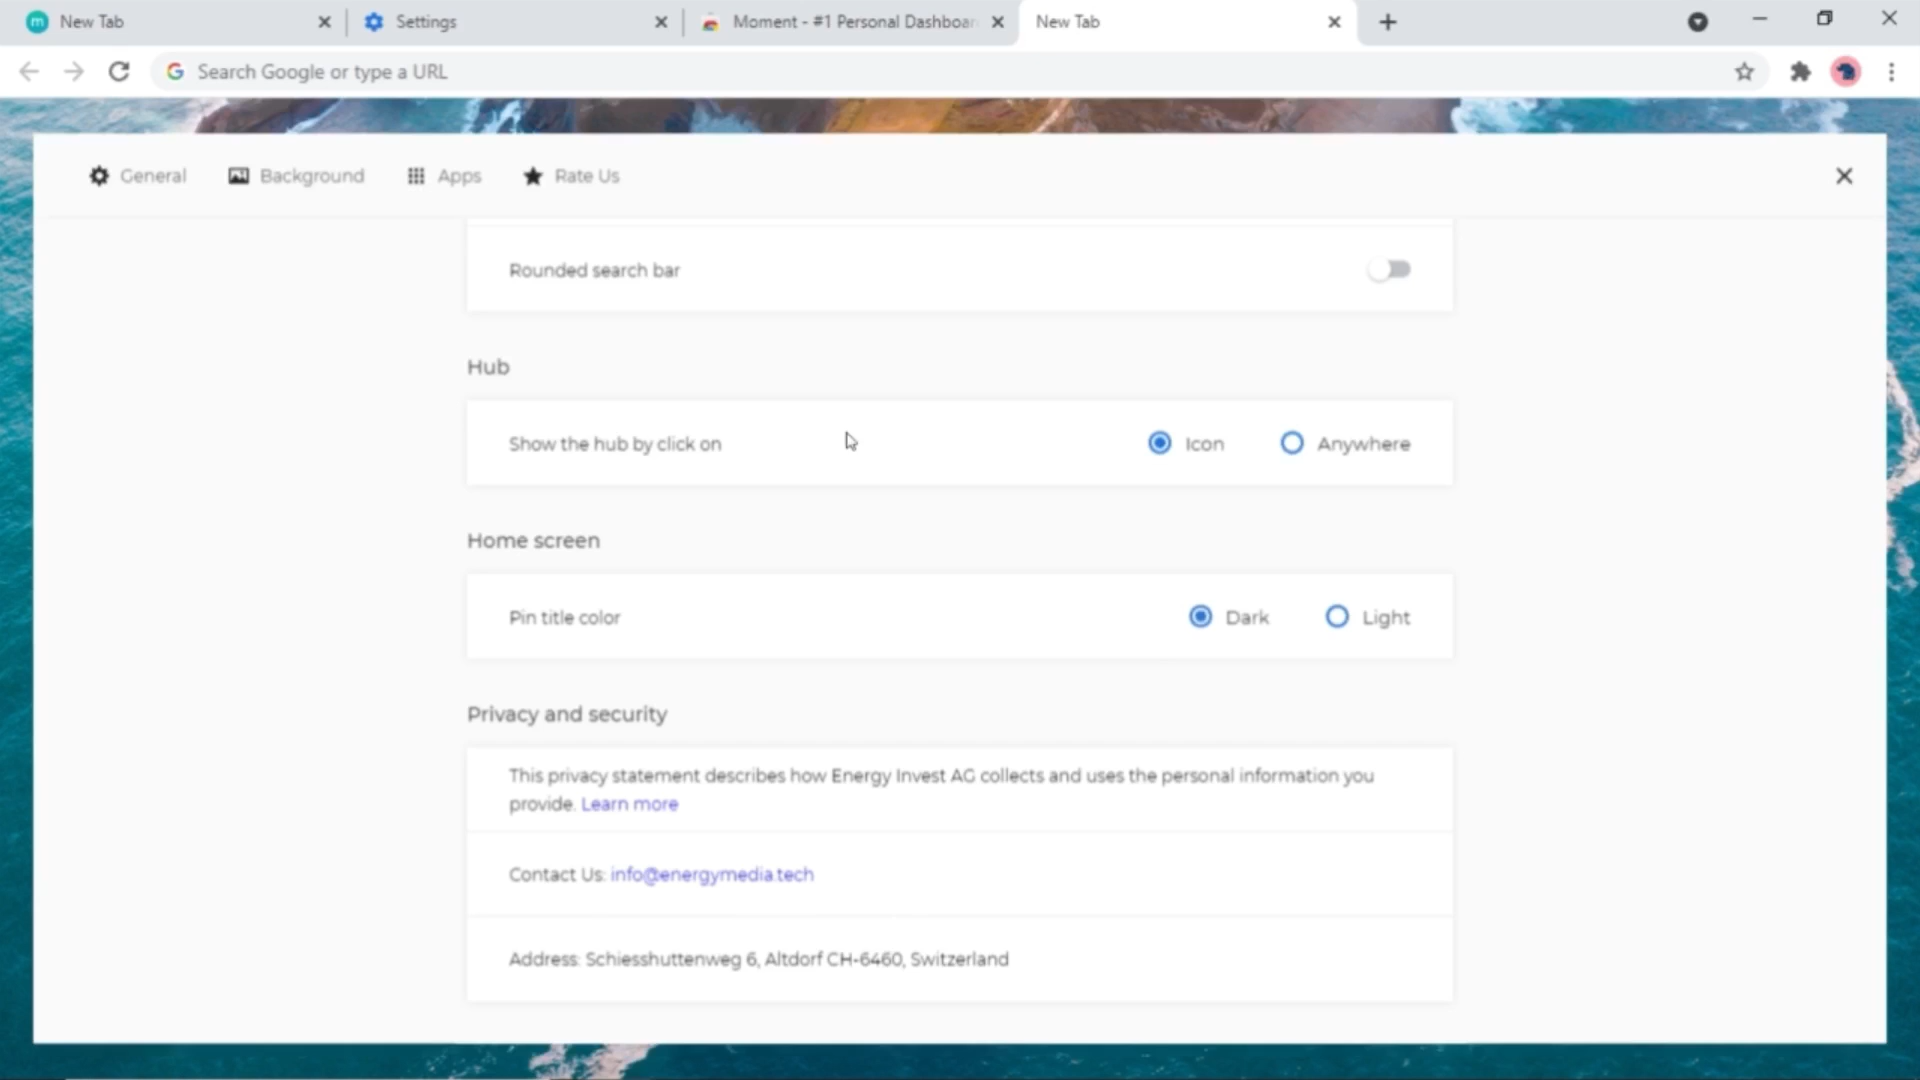 New Tab
Settings
Moment - #1 Personal Dashboar
New Tab
Search Google or type a URL
General
Background
Apps
Rate Us
Rounded search bar
Hub
Show the hub by click on
Icon
Anywhere
Home screen
Pin title color
Dark
Light
Privacy and security
This privacy statement describes how Energy Invest AG collects and uses the personal information you
provide. Learn more
Contact Us: info@energymedia.tech
Address: Schiesshuttenweg 6, Altdorf CH-6460, Switzerland